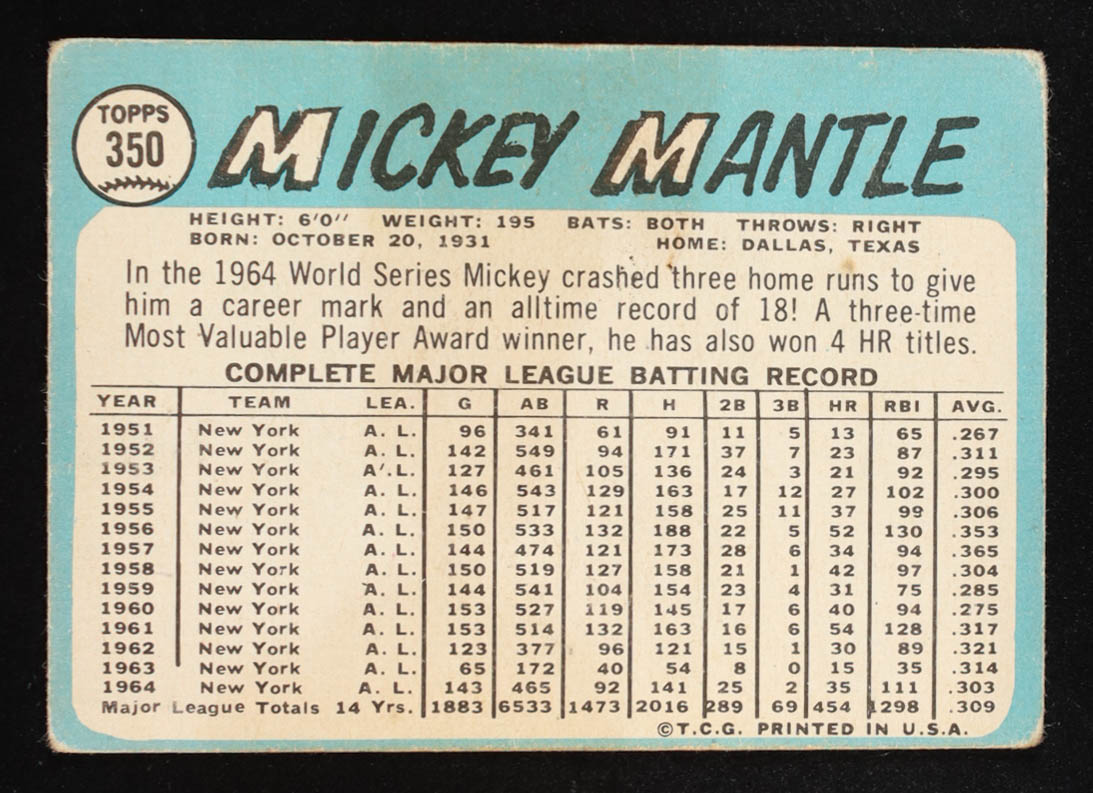 TOPPS
350
MICKEY MANTLE
HEIGHT: 6'0" WEIGHT: 195 BATS: BOTH THROWS: RIGHT
BORN: OCTOBER 20, 1931 HOME: DALLAS, TEXAS
In the 1964 World Series Mickey crashed three home runs to give
him a career mark and an alltime record of 18! A three-time
Most Valuable Player Award winner, he has also won 4 HR titles.
COMPLETE MAJOR LEAGUE BATTING RECORD
YEAR TEAM LEA. G AB R H 2B 3B HR RBI AVG.
1951 New York A. L. 96 341 61 91 11 5 13 65 .267
1952 New York A. L. 142 549 94 171 37 7 23 87 .311
1953 New York A. L. 127 461 105 136 24 3 21 92 .295
1954 New York A. L. 146 543 129 163 17 12 27 102 .300
1955 New York A. L. 147 517 121 158 25 11 37 99 .306
1956 New York A. L. 150 533 132 188 22 5 52 130 .353
1957 New York A. L. 144 474 121 173 28 6 34 94 .365
1958 New York A. L. 150 519 127 158 21 1 42 97 .304
1959 New York A. L. 144 541 104 154 23 4 31 75 .285
1960 New York A. L. 153 527 119 145 17 6 40 94 .275
1961 New York A. L. 153 514 132 163 16 6 54 128 .317
1962 New York A. L. 123 377 96 121 15 1 30 89 .321
1963 New York A. L. 65 172 40 54 8 0 15 35 .314
1964 New York A. L. 143 465 92 141 25 2 35 111 .303
Major League Totals 14 Yrs. 1883 6533 1473 2016 289 69 454 1298 .309
©T.C.G. PRINTED IN U.S.A.